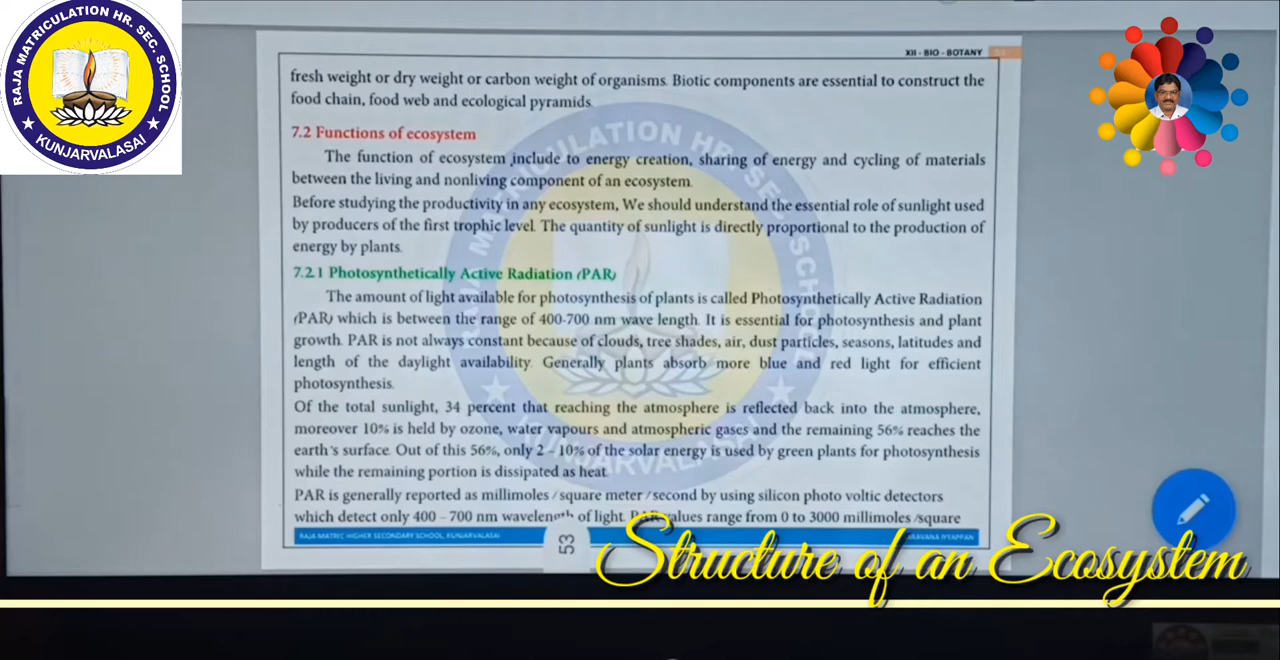 RAJA MATRICULATION HR. SEC. SCHOOL
KUNJARVALASAI
XII - BIO - BOTANY
fresh weight or dry weight or carbon weight of organisms. Biotic components are essential to construct the
food chain, food web and ecological pyramids.
7.2 Functions of ecosystem
The function of ecosystem include to energy creation, sharing of energy and cycling of materials
between the living and nonliving component of an ecosystem.
Before studying the productivity in any ecosystem, We should understand the essential role of sunlight used
by producers of the first trophic level. The quantity of sunlight is directly proportional to the production of
energy by plants.
7.2.1 Photosynthetically Active Radiation (PAR)
The amount of light available for photosynthesis of plants is called Photosynthetically Active Radiation
(PAR) which is between the range of 400-700 nm wave length. It is essential for photosynthesis and plant
growth. PAR is not always constant because of clouds, tree shades, air, dust particles, seasons, latitudes and
length of the daylight availability. Generally plants absorb more blue and red light for efficient
photosynthesis.
Of the total sunlight, 34 percent that reaching the atmosphere is reflected back into the atmosphere,
moreover 10% is held by ozone, water vapours and atmospheric gases and the remaining 56% reaches the
earth's surface. Out of this 56%, only 2 – 10% of the solar energy is used by green plants for photosynthesis
while the remaining portion is dissipated as heat.
PAR is generally reported as millimoles / square meter / second by using silicon photo voltic detectors
which detect only 400 – 700 nm wavelength of light. PAR values range from 0 to 3000 millimoles /square
RAJA MATRIC HIGHER SECONDARY SCHOOL, KUNJARVALASAI
53
Structure of an Ecosystem